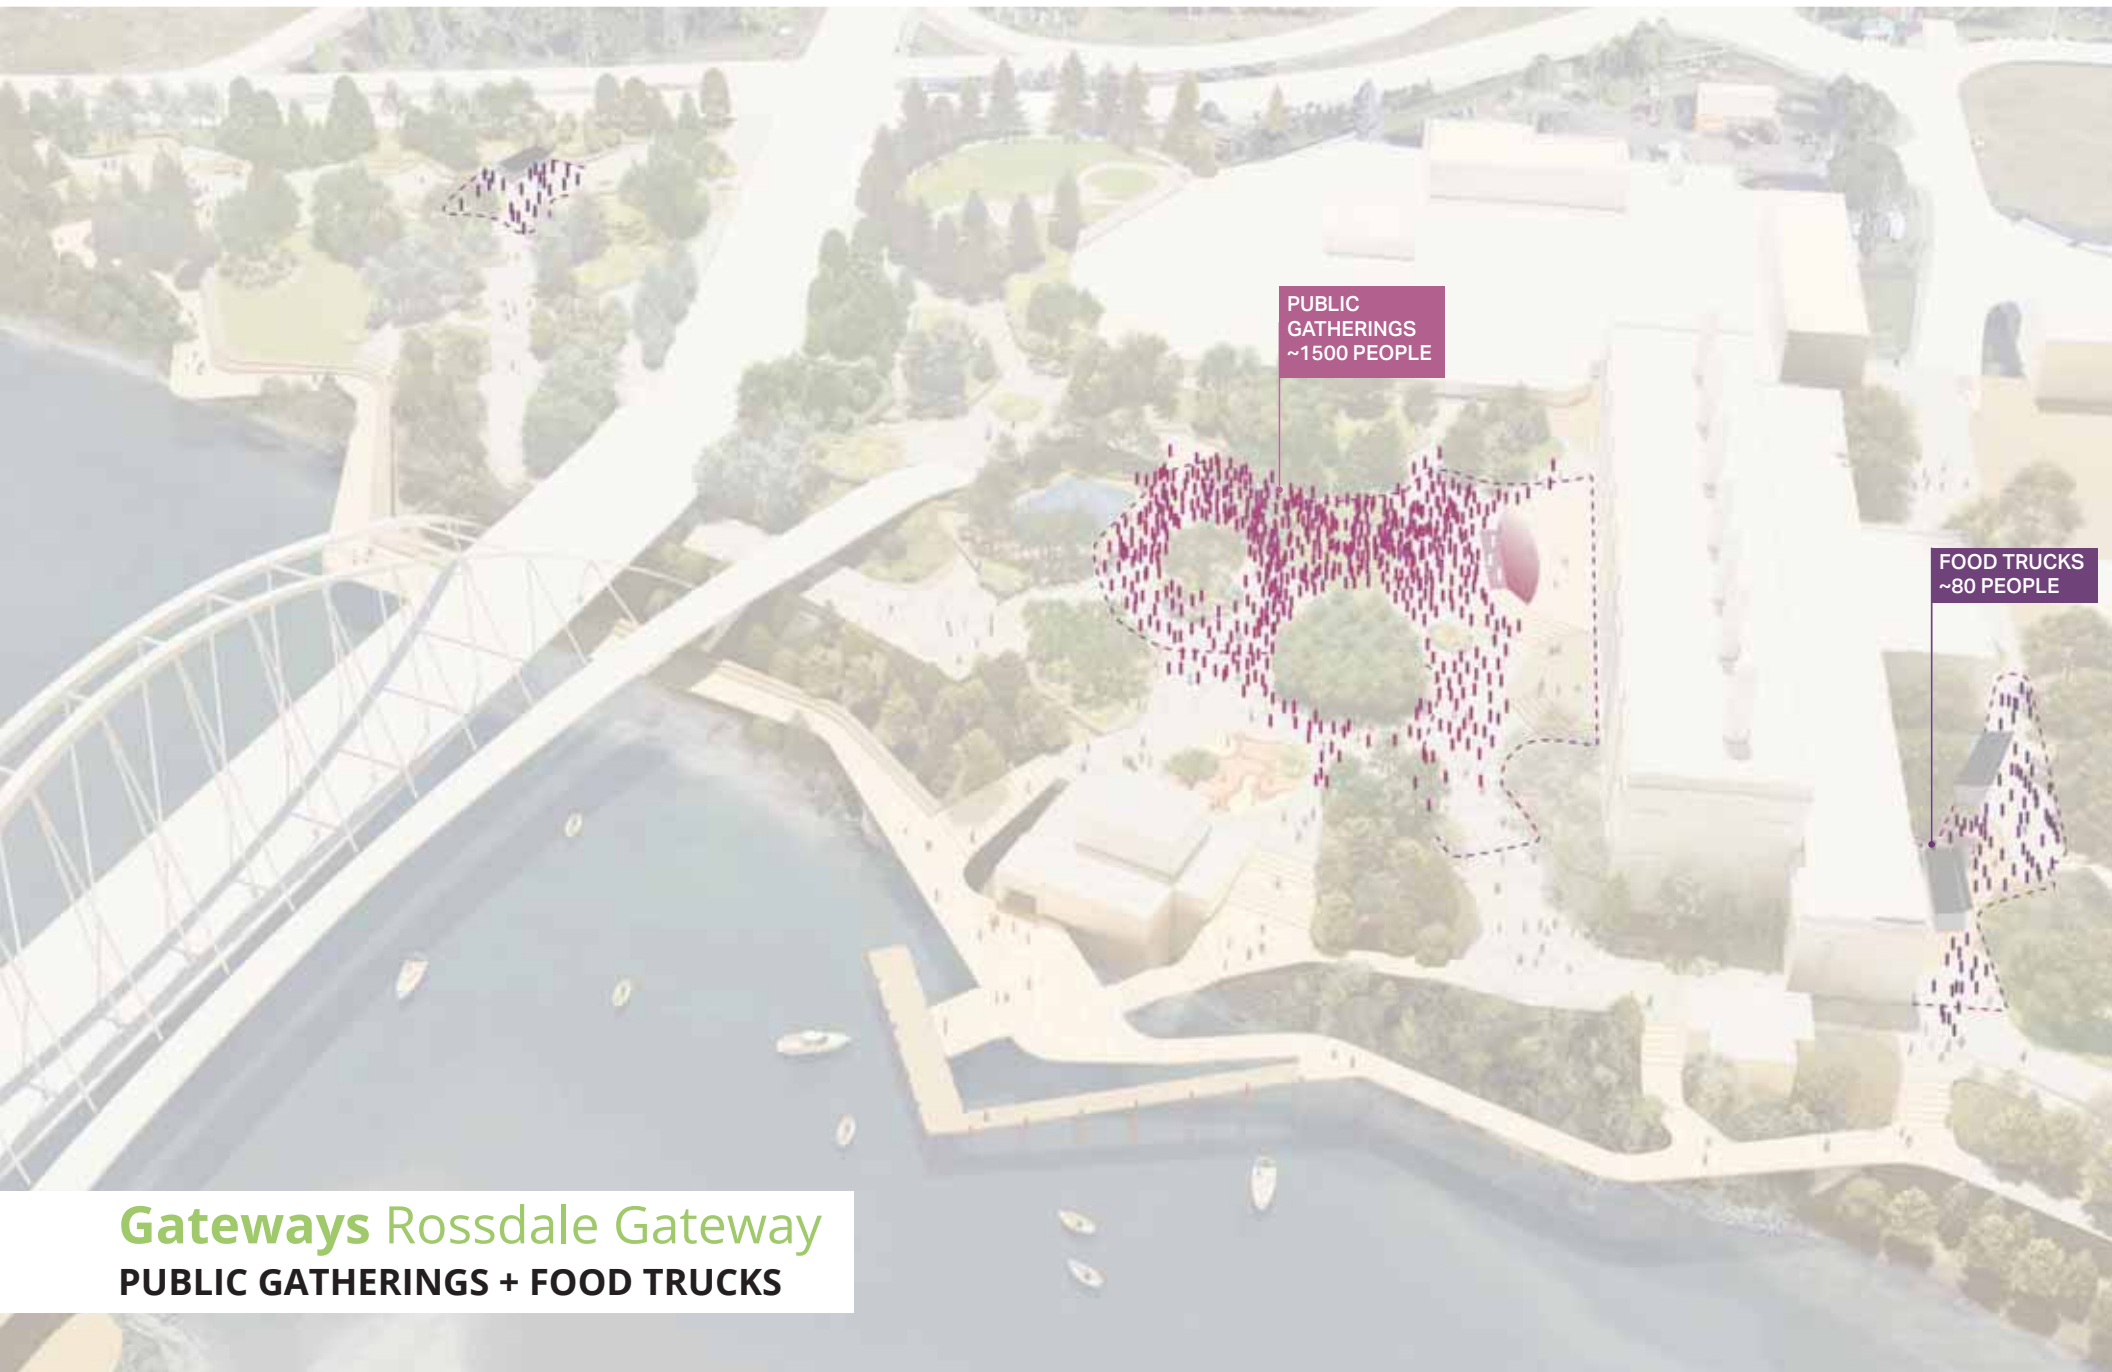 PUBLIC
GATHERINGS
~1500 PEOPLE
FOOD TRUCKS
~80 PEOPLE
Gateways Rossdale Gateway
PUBLIC GATHERINGS + FOOD TRUCKS